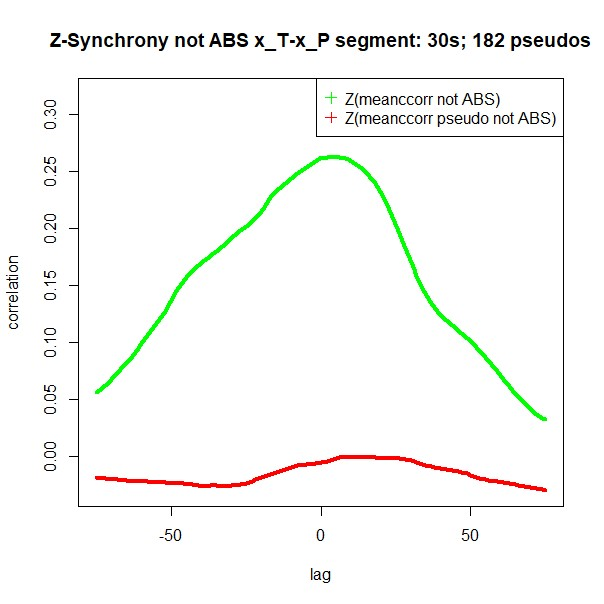 Z-Synchrony not ABS x_T-x_P segment: 30s; 182 pseudos
Z(meanccorr not ABS)
Z(meanccorr pseudo not ABS)
0.30
0.25
0.20
0.15
0.10
0.05
0.00
correlation
-50
0
50
lag